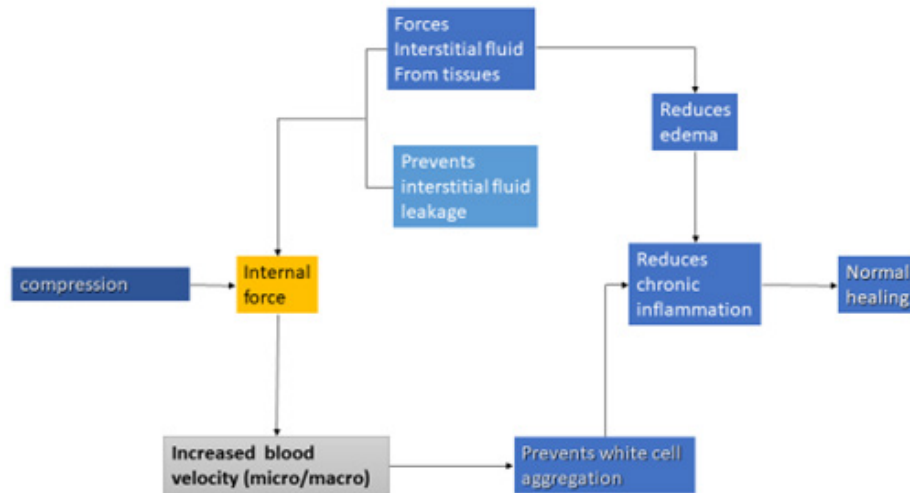 Forces
Interstitial fluid
From tissues
Reduces
edema
Prevents
interstitial fluid
leakage
compression
Internal
force
Reduces
chronic
inflammation
Normal
healing
Increased blood
velocity (micro/macro)
Prevents white cell
aggregation